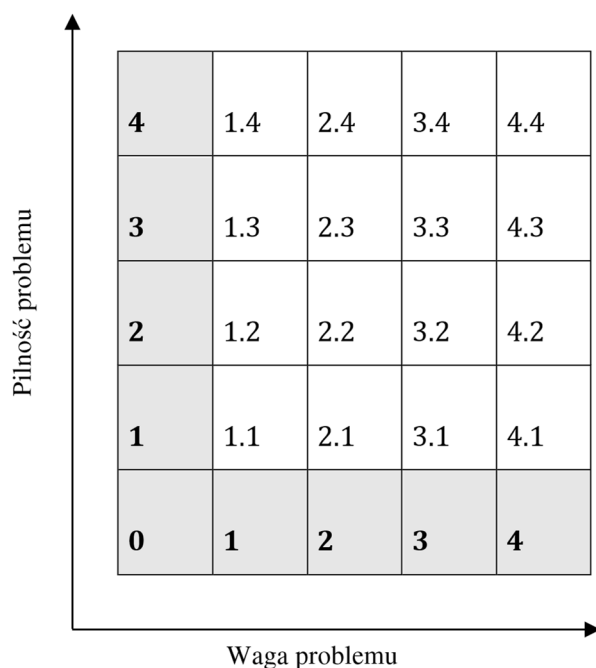 4 1.4 2.4 3.4 4.4
3 1.3 2.3 3.3 4.3
2 1.2 2.2 3.2 4.2
1 1.1 2.1 3.1 4.1
0 1 2 3 4
Pilność problemu
Waga problemu